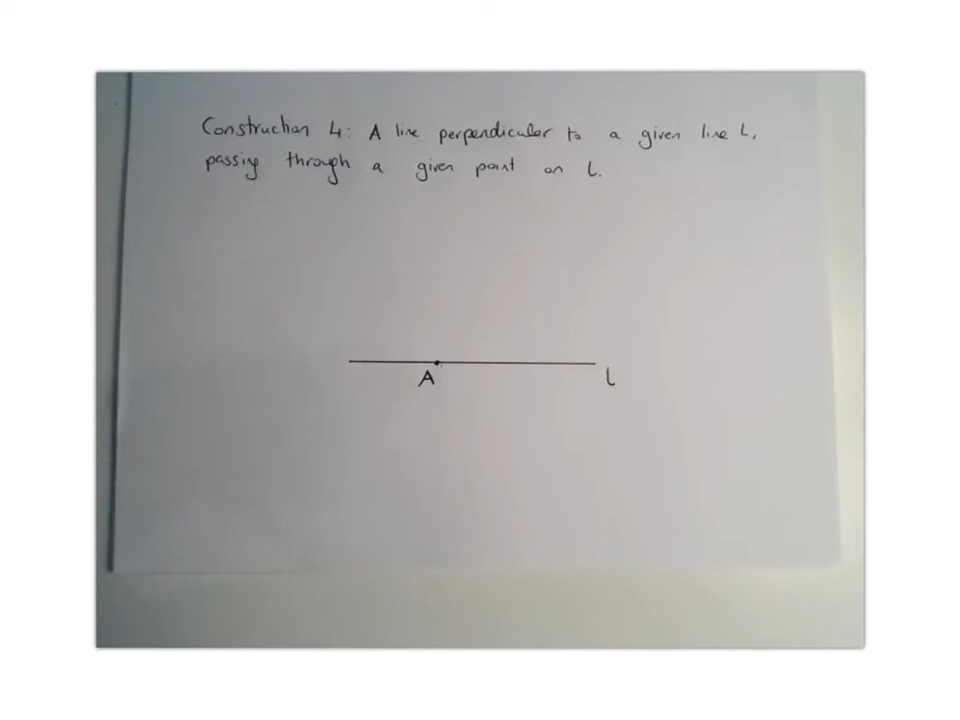 Construction 4: A line perpendicular to a given line L,
passing through a given point on L.
A
L